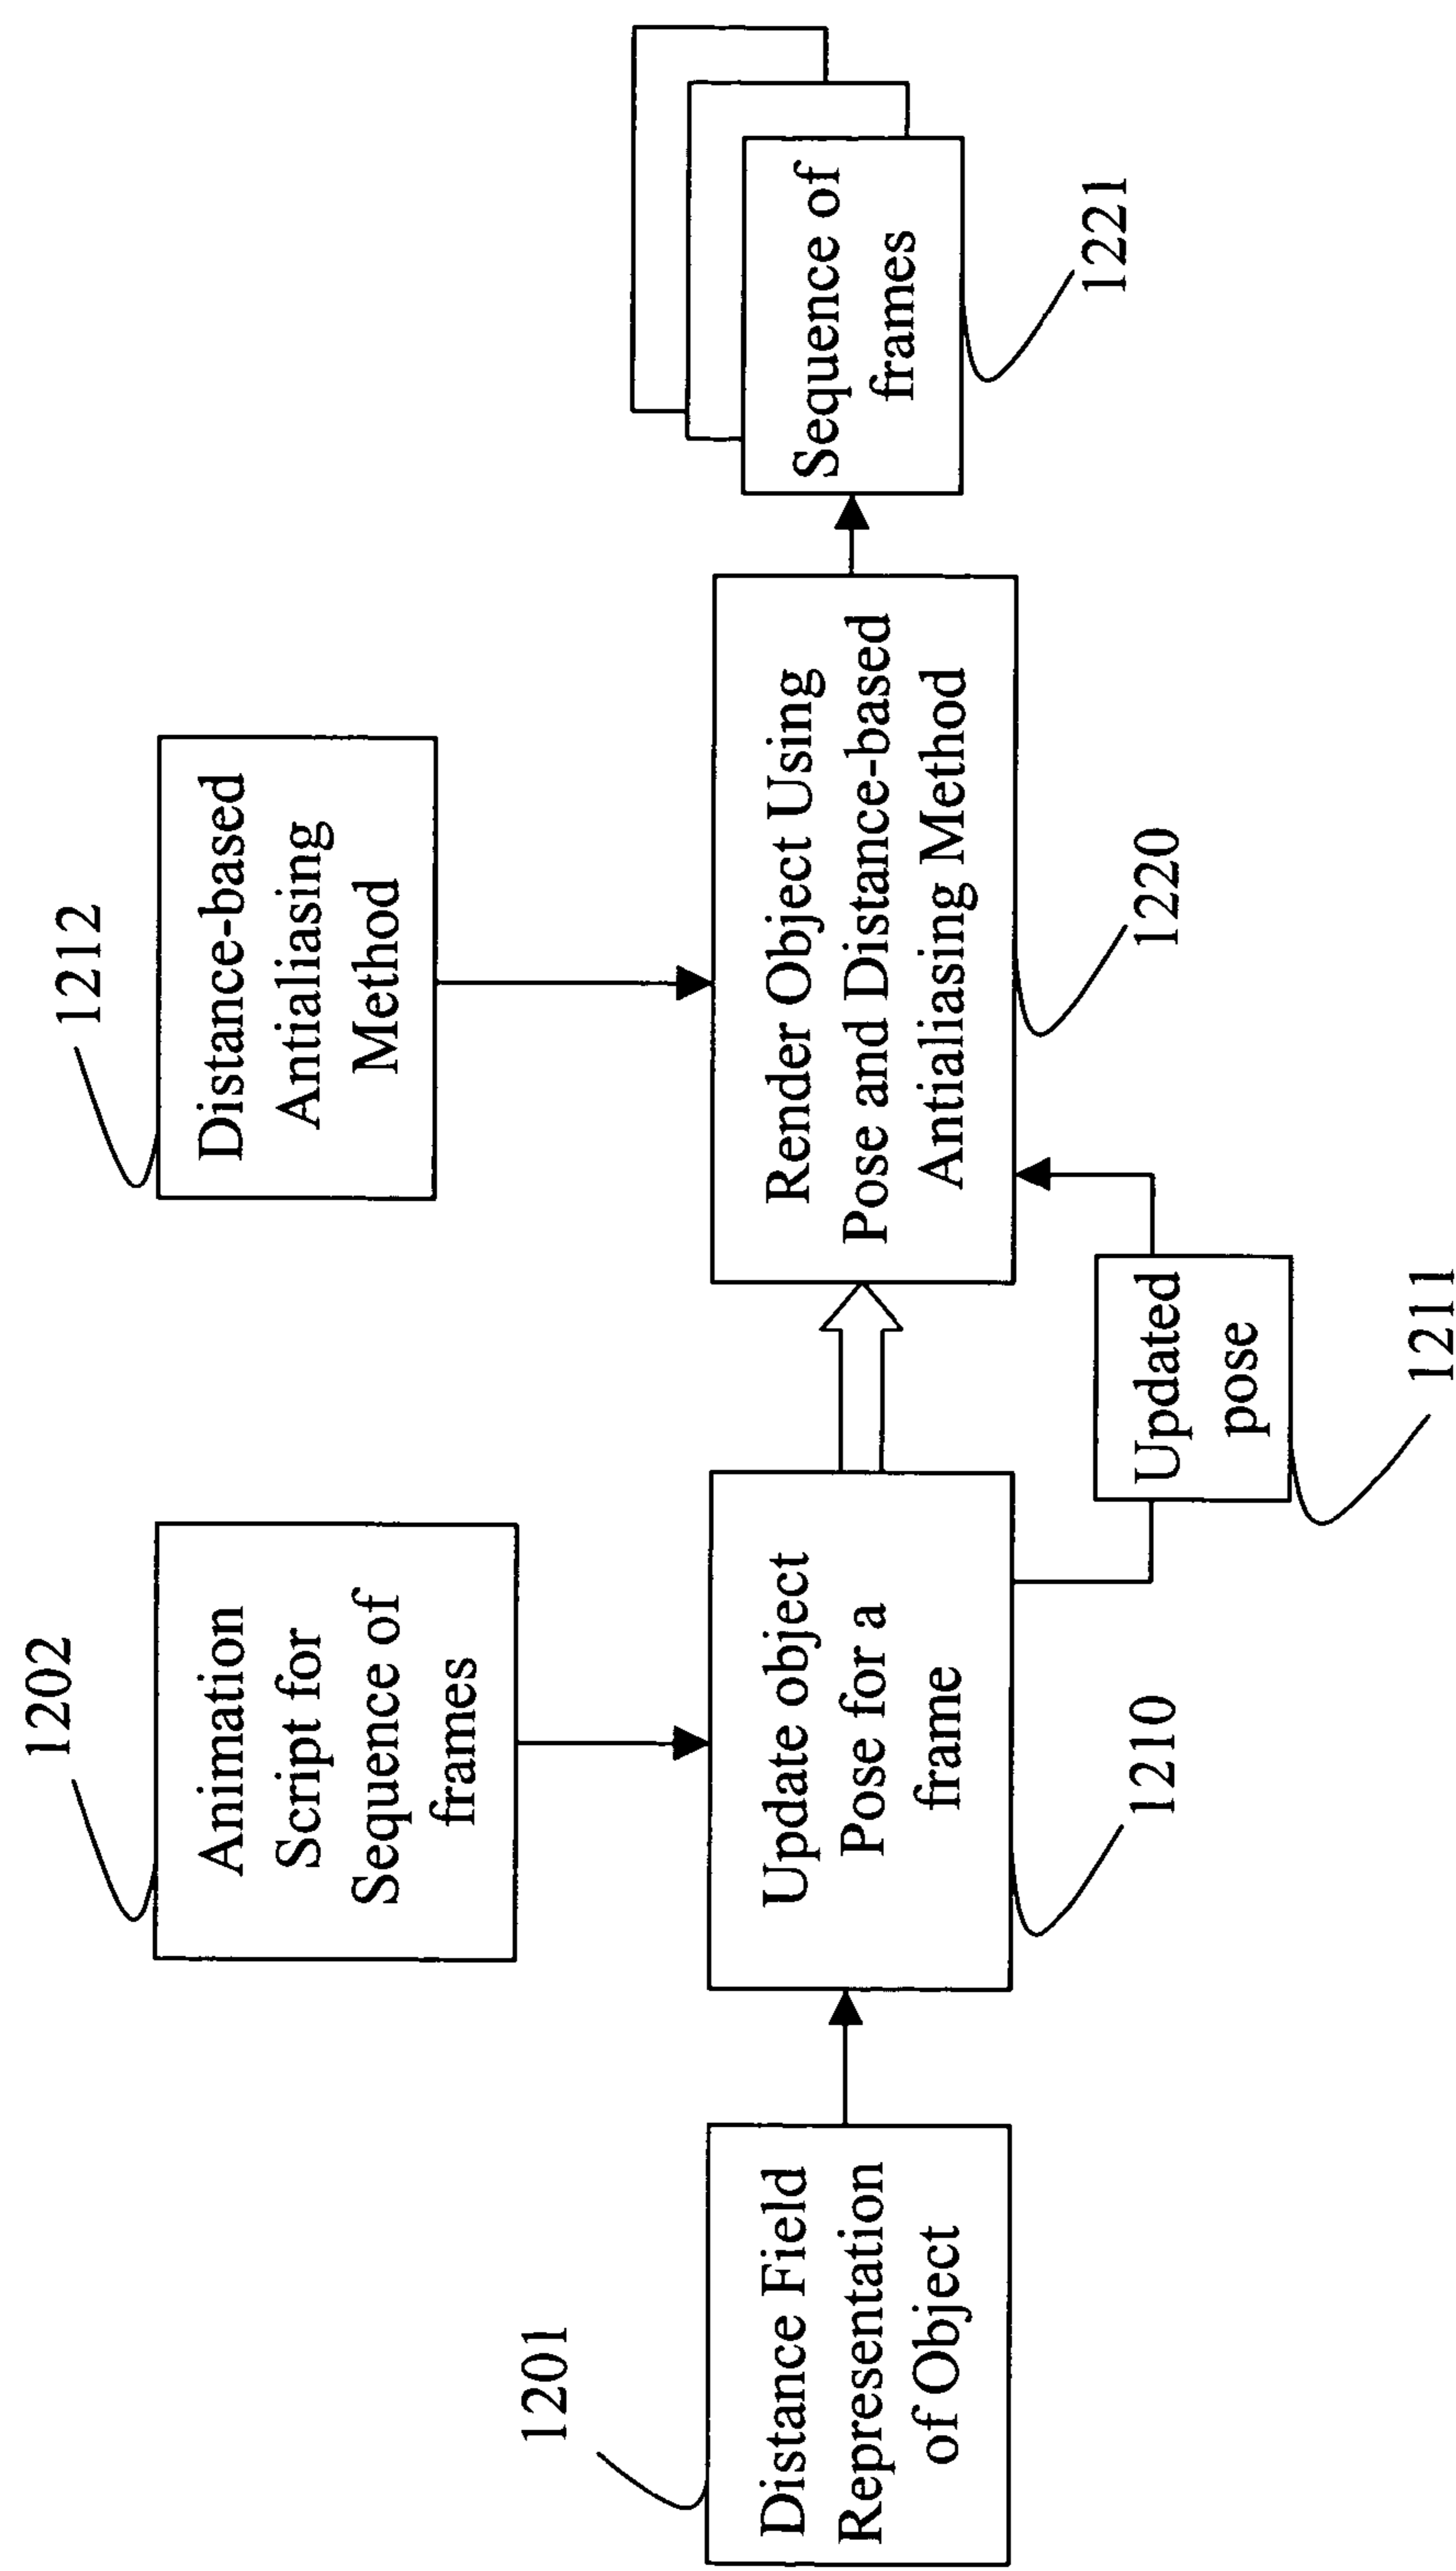 1202
Animation
Script for
Sequence of
frames
1212
Distance-based
Antialiasing
Method
1201
Distance Field
Representation
of Object
Update object
Pose for a
frame
1210
Render Object Using
Pose and Distance-based
Antialiasing Method
1220
Sequence of
frames
1221
Updated
pose
1211